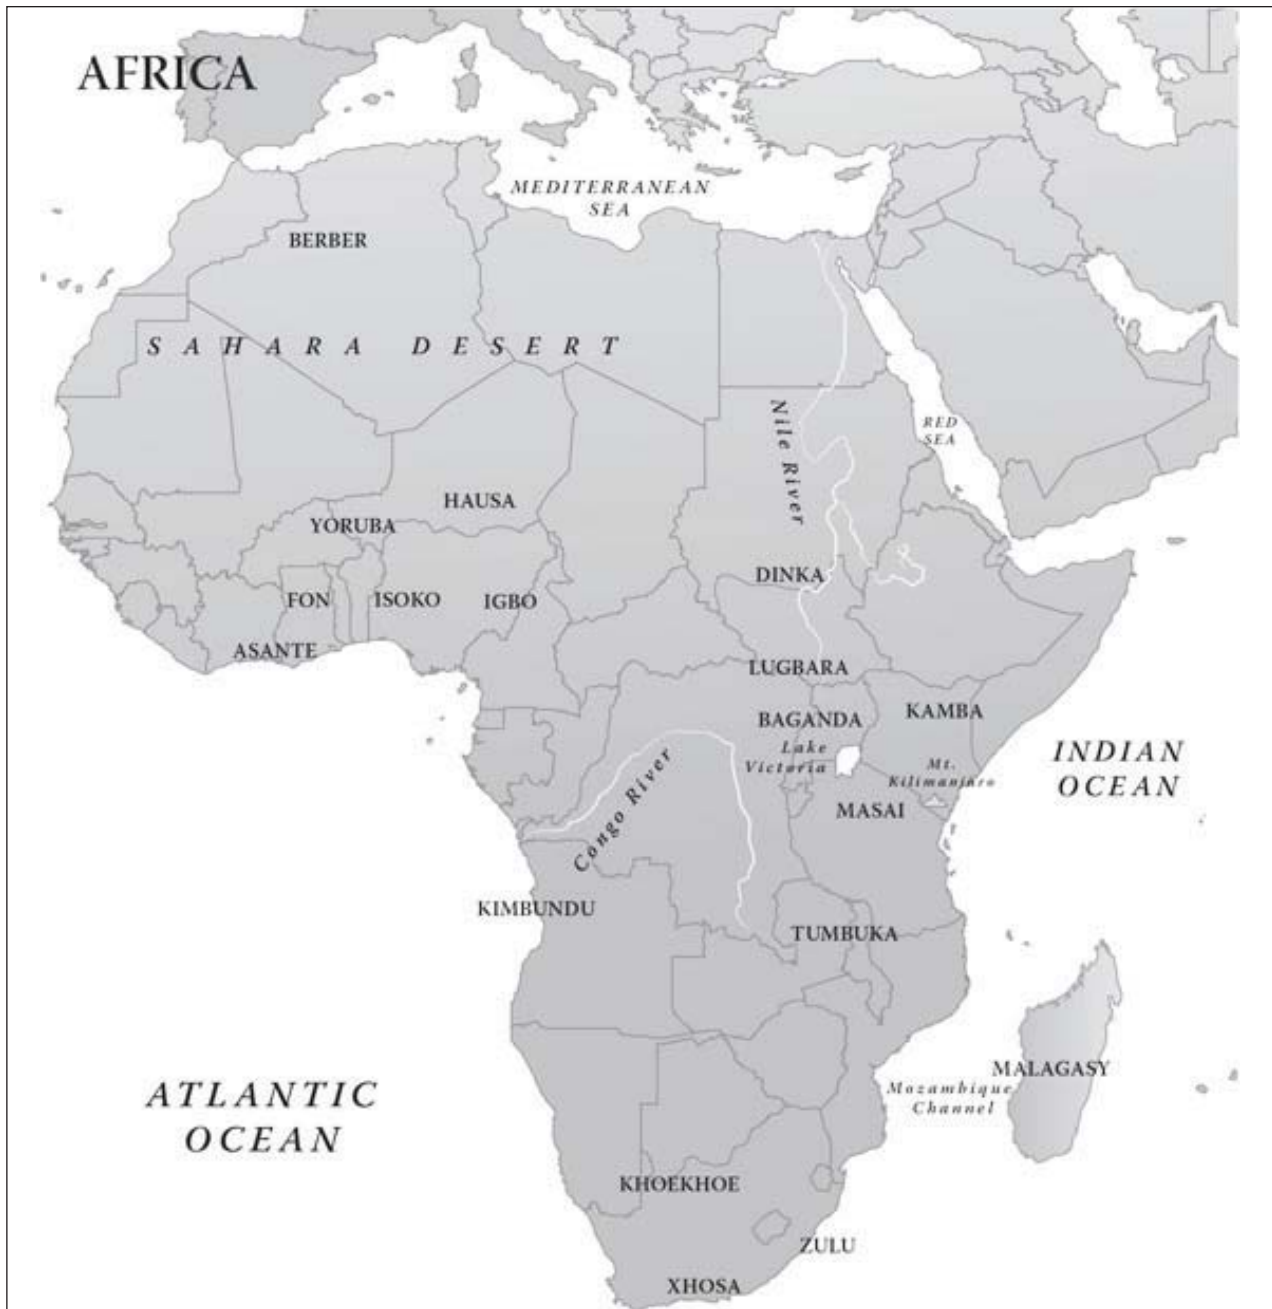 AFRICA
MEDITERRANEAN
SEA
BERBER
SAHARA DESERT
Nile River
RED
SEA
HAUSA
YORUBA
DINKA
FON
ISOKO
IGBO
ASANTE
LUGBARA
BAGANDA
KAMBA
Lake
Victoria
Mt.
Kilimanjaro
INDIAN
OCEAN
Congo River
MASAI
KIMBUNDU
TUMBUKA
MALAGASY
Mozambique
Channel
ATLANTIC
OCEAN
KHOEKHOE
ZULU
XHOSA